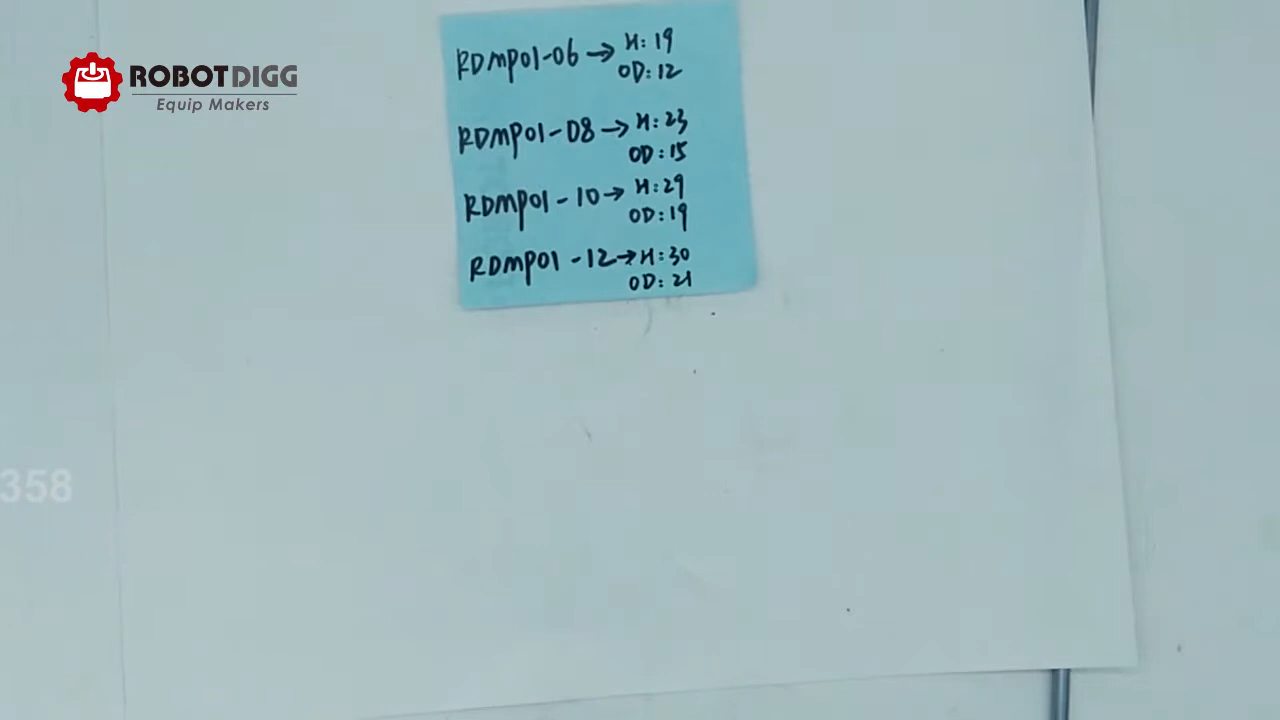 ROBOTDIGG
Equip Makers
RDMP01-06 → H: 19
OD: 12
RDMP01-08 → H: 23
OD: 15
RDMP01-10 → H: 29
OD: 19
RDMP01-12 → H: 30
OD: 21
358